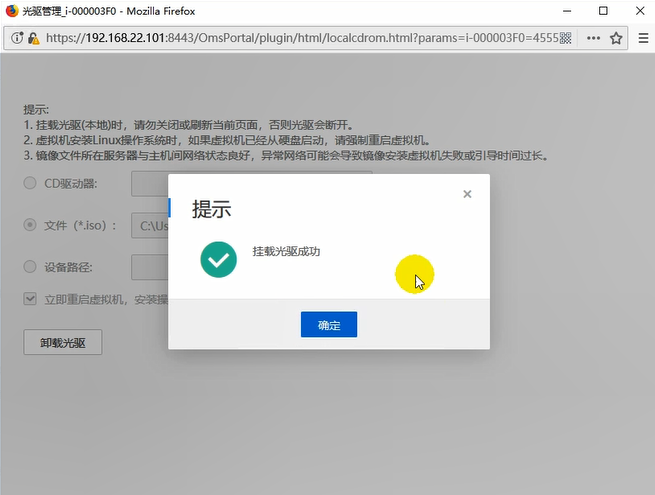 光驱管理_i-000003F0 - Mozilla Firefox
https://192.168.22.101:8443/OmsPortal/plugin/html/localcdrom.html?params=i-000003F0=4555
提示:
1. 挂载光驱(本地)时，请勿关闭或刷新当前页面，否则光驱会断开。
2. 虚拟机安装Linux操作系统时，如果虚拟机已经从硬盘启动，请强制重启虚拟机。
3. 镜像文件所在服务器与主机间网络状态良好，异常网络可能会导致镜像安装虚拟机失败或引导时间过长。
CD驱动器:
提示
文件（*.iso）:
C:\Us
挂载光驱成功
设备路径:
立即重启虚拟机，安装操
确定
卸载光驱